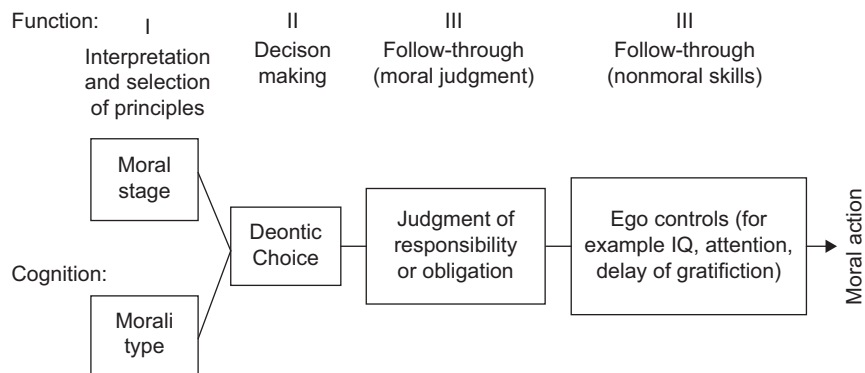 Function:
I
Interpretation
and selection
of principles
II
Decison
making
III
Follow-through
(moral judgment)
III
Follow-through
(nonmoral skills)
Moral
stage
Cognition:
Morali
type
Deontic
Choice
Judgment of
responsibility
or obligation
Ego controls (for
example IQ, attention,
delay of gratifiction)
Moral action